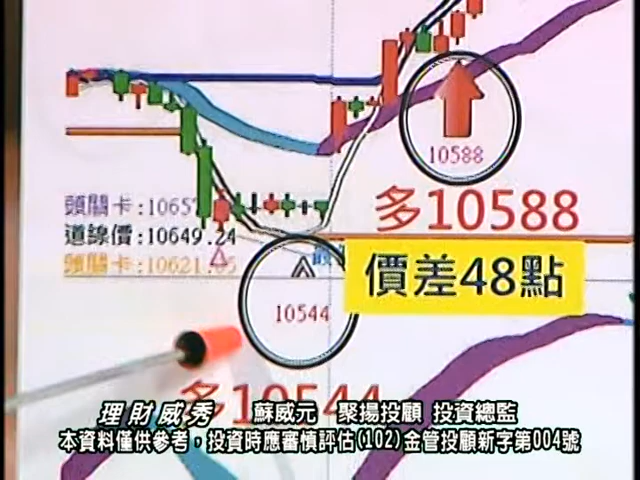 10588
多10588
頭關卡:1065
道線價:10649.24
頭關卡:10621.05
價差48點
10544
多10544
理財威秀 蘇威元 聚揚投顧 投資總監
本資料僅供參考,投資時應審慎評估(102)金管投顧新字第004號